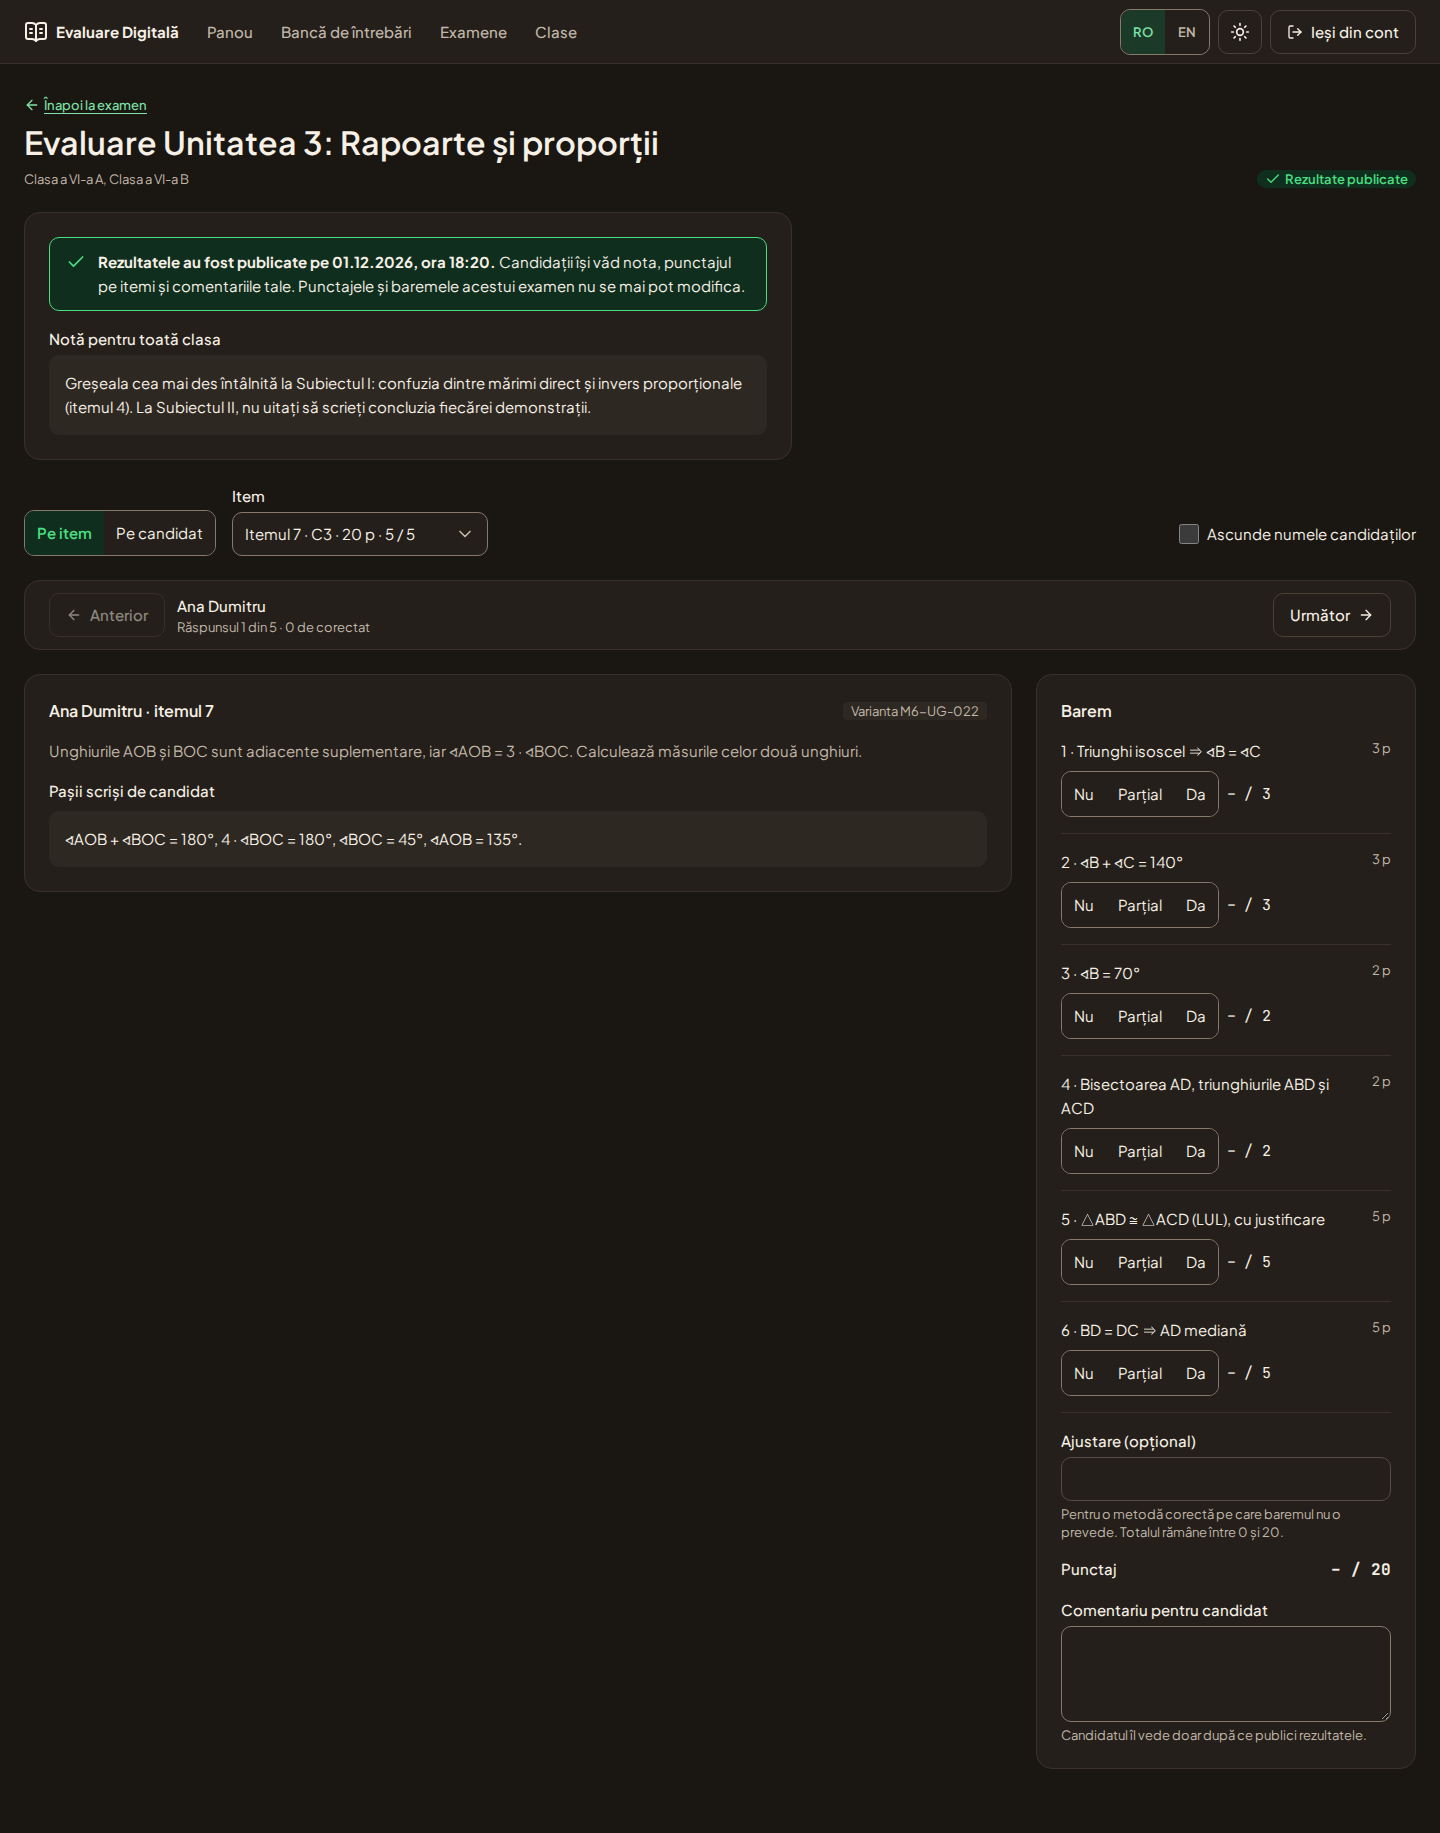 Evaluare Digitală
Panou
Bancă de întrebări
Examene
Clase
RO
EN
Ieși din cont
Înapoi la examen
Evaluare Unitatea 3: Rapoarte și proporții
Clasa a VI-a A, Clasa a VI-a B
Rezultate publicate
Rezultatele au fost publicate pe 01.12.2026, ora 18:20. Candidații își văd nota, punctajul
pe itemi și comentariile tale. Punctajele și baremele acestui examen nu se mai pot modifica.
Notă pentru toată clasa
Greșeala cea mai des întâlnită la Subiectul I: confuzia dintre mărimi direct și invers proporționale
(itemul 4). La Subiectul II, nu uitați să scrieți concluzia fiecărei demonstrații.
Item
Pe item
Pe candidat
Itemul 7 · C3 · 20 p · 5 / 5
Ascunde numele candidaților
Anterior
Ana Dumitru
Răspunsul 1 din 5 · 0 de corectat
Următor
Ana Dumitru · itemul 7
Varianta M6-UG-022
Unghiurile AOB și BOC sunt adiacente suplementare, iar ∢AOB = 3 · ∢BOC. Calculează măsurile celor două unghiuri.
Pașii scriși de candidat
∢AOB + ∢BOC = 180°, 4 · ∢BOC = 180°, ∢BOC = 45°, ∢AOB = 135°.
Barem
1 · Triunghi isoscel ⇒ ∢B = ∢C
3 p
Nu
Parțial
Da
– / 3
2 · ∢B + ∢C = 140°
3 p
Nu
Parțial
Da
– / 3
3 · ∢B = 70°
2 p
Nu
Parțial
Da
– / 2
4 · Bisectoarea AD, triunghiurile ABD și
ACD
2 p
Nu
Parțial
Da
– / 2
5 · △ABD ≅ △ACD (LUL), cu justificare
5 p
Nu
Parțial
Da
– / 5
6 · BD = DC ⇒ AD mediană
5 p
Nu
Parțial
Da
– / 5
Ajustare (opțional)
Pentru o metodă corectă pe care baremul nu o
prevede. Totalul rămâne între 0 și 20.
Punctaj
– / 20
Comentariu pentru candidat
Candidatul îl vede doar după ce publici rezultatele.